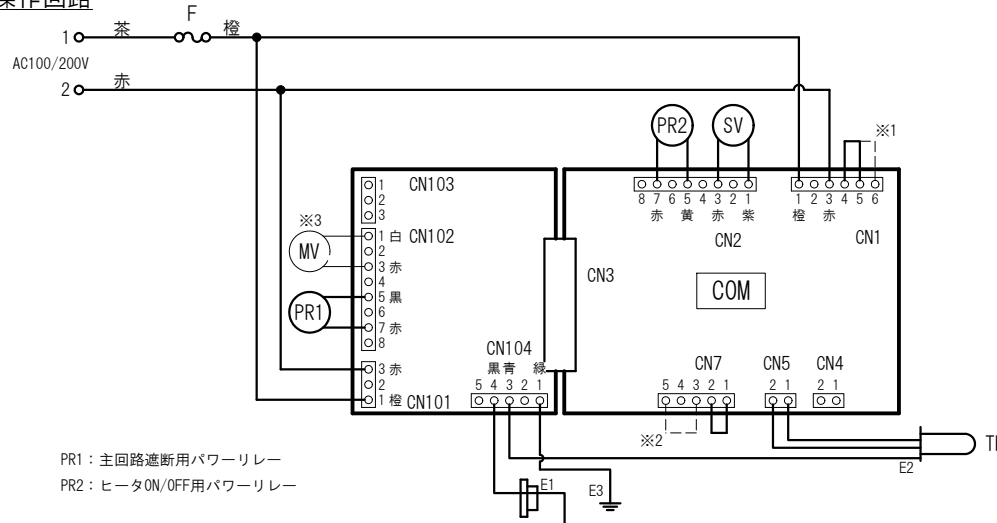 操作回路
F
1 茶 橙
AC100/200V
2 赤
PR2 SV
※1
8 7 6 5 4 3 2 1
赤 黄 赤 紫
CN2
1 2 3 4 5 6
橙 赤
CN1
CN103
1
2
3
※3
MV
CN102
1 白
2
3 赤
4
5 黒
6
7 赤
8
PR1
3 赤
2
1 橙 CN101
CN104
黒 青 緑
5 4 3 2 1
CN3
COM
CN7
5 4 3 2 1
※2
CN5
2 1
CN4
2 1
E2
E1
E3
PR1：主回路遮断用パワーリレー
PR2：ヒータON/OFF用パワーリレー